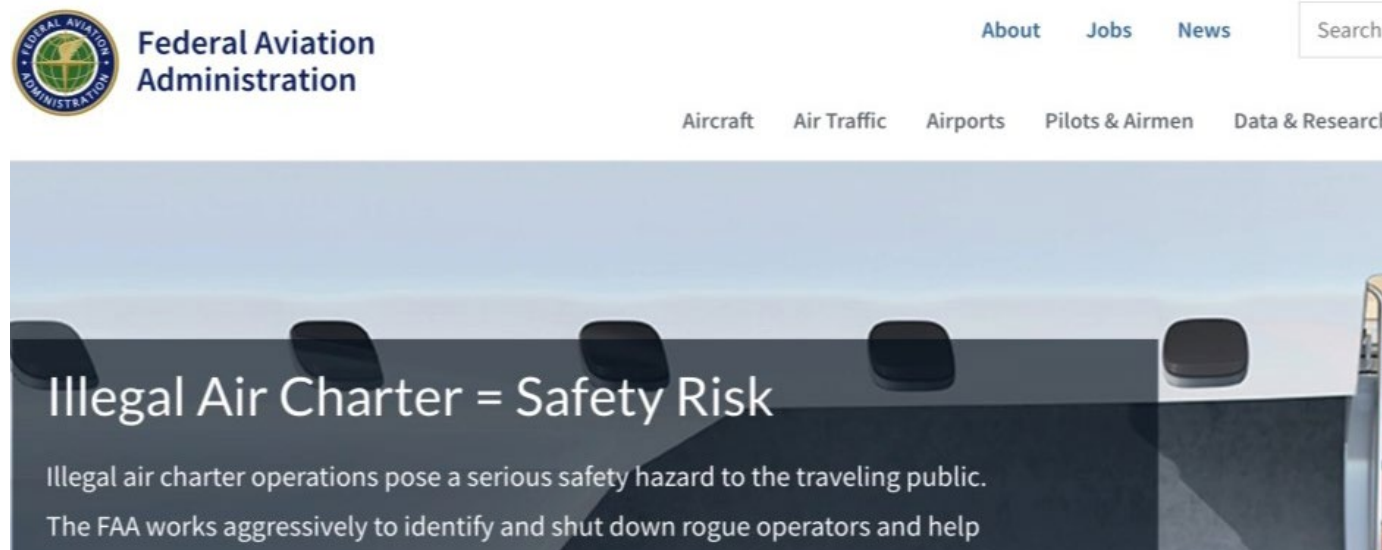 FEDERAL AVIATION
ADMINISTRATION
Federal Aviation
Administration
About Jobs News Search
Aircraft Air Traffic Airports Pilots & Airmen Data & Research
Illegal Air Charter = Safety Risk
Illegal air charter operations pose a serious safety hazard to the traveling public.
The FAA works aggressively to identify and shut down rogue operators and help